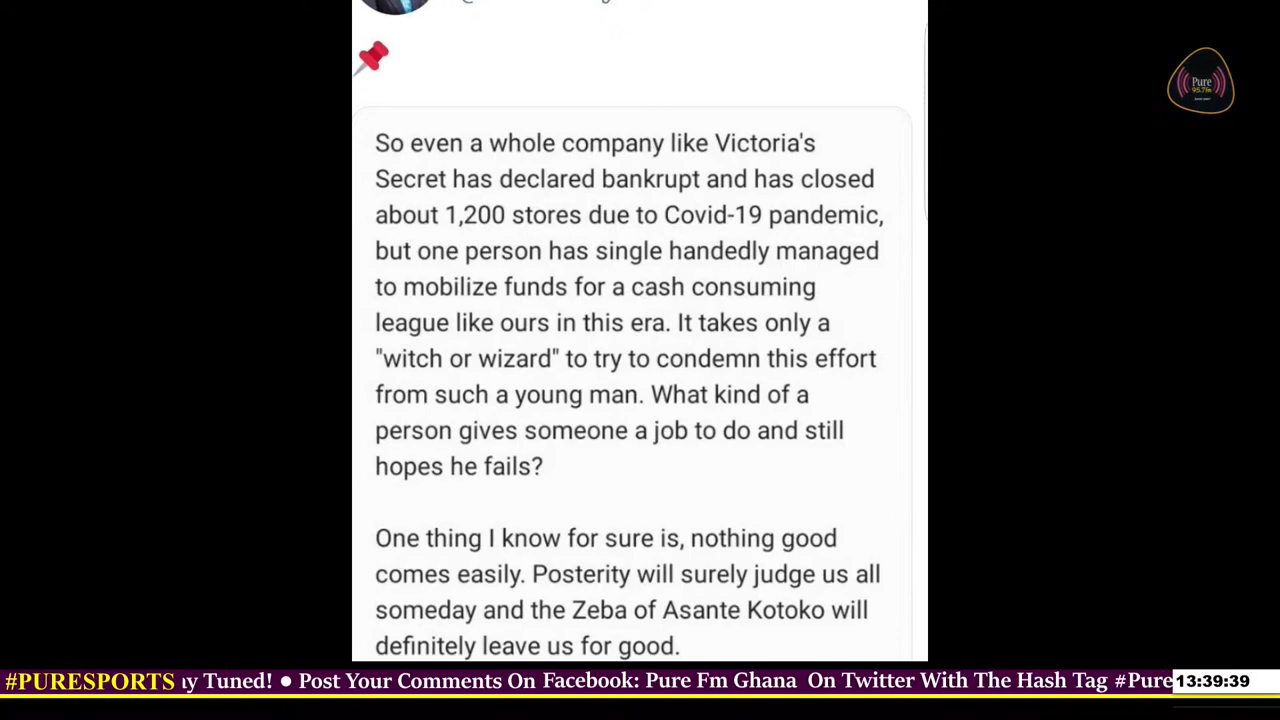 So even a whole company like Victoria's
Secret has declared bankrupt and has closed
about 1,200 stores due to Covid-19 pandemic,
but one person has single handedly managed
to mobilize funds for a cash consuming
league like ours in this era. It takes only a
"witch or wizard" to try to condemn this effort
from such a young man. What kind of a
person gives someone a job to do and still
hopes he fails?
One thing I know for sure is, nothing good
comes easily. Posterity will surely judge us all
someday and the Zeba of Asante Kotoko will
definitely leave us for good.
Pure
95.7fm
#PURESPORTS ay Tuned! ● Post Your Comments On Facebook: Pure Fm Ghana On Twitter With The Hash Tag #Pure 13:39:39